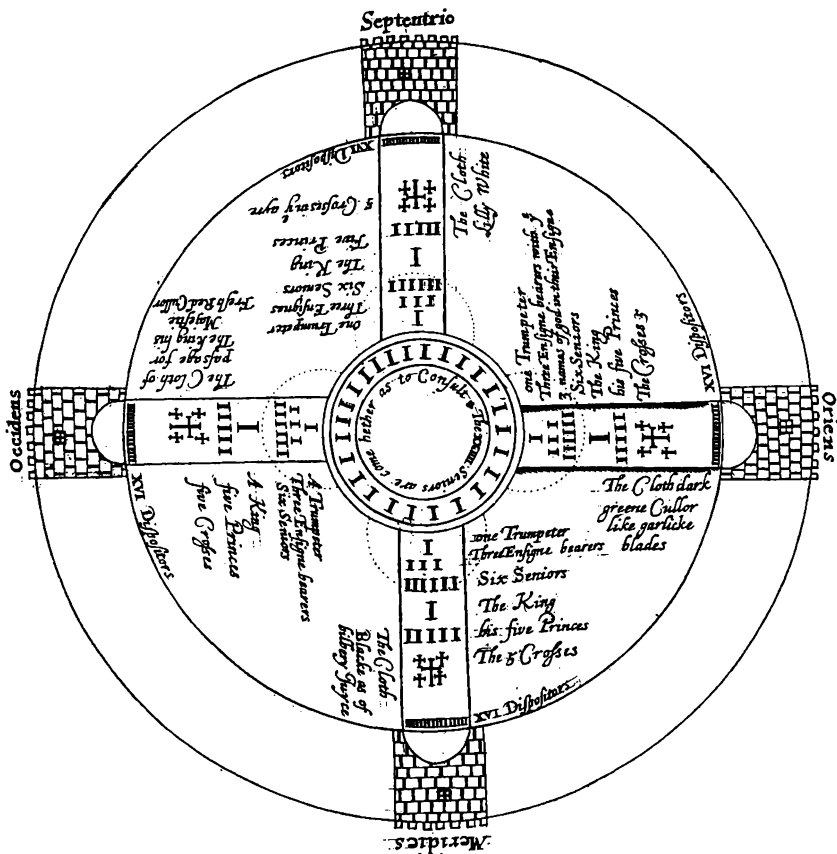 Septentrio
XVI Dispositors
5 Crosses in ye ayre
Five Princes
The King
Six Seniors
Three Ensignes
one Trumpeter
The Cloth
Lilly White
one Trumpeter
Three Ensigne bearers with 3
3 names of god in their Ensigne
Six Seniors
The King
his five Princes
The Crosses 5
XVI Dispositors
Oriens
The Cloth dark
greene Cullor
like garlicke
blades
one Trumpeter
Three Ensigne bearers
Six Seniors
The King
his five Princes
The 5 Crosses
XVI Dispositors
Meridies
The Cloth
Blacke as of
bilbery Juyce
A Trumpeter
Three Ensigne bearers
Six Seniors
A King
five Princes
five Crosses
XVI Dispositors
Occidens
The Cloth of
passage for
The King his
Majestie
Fresh Red Cullor
The xxiiii Seniors are come hether as to Consult